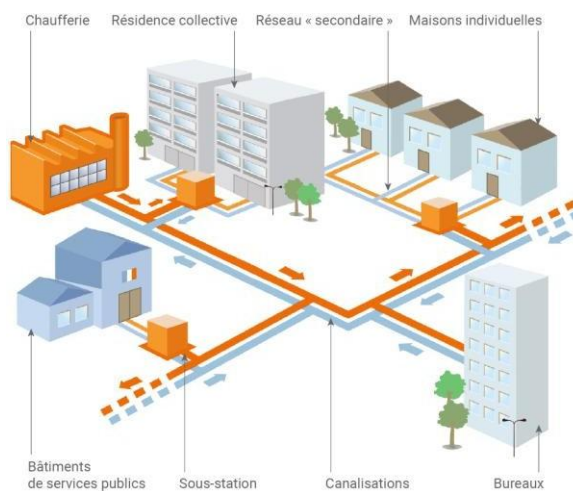 Chaufferie
Résidence collective
Réseau « secondaire »
Maisons individuelles
Bâtiments
de services publics
Sous-station
Canalisations
Bureaux